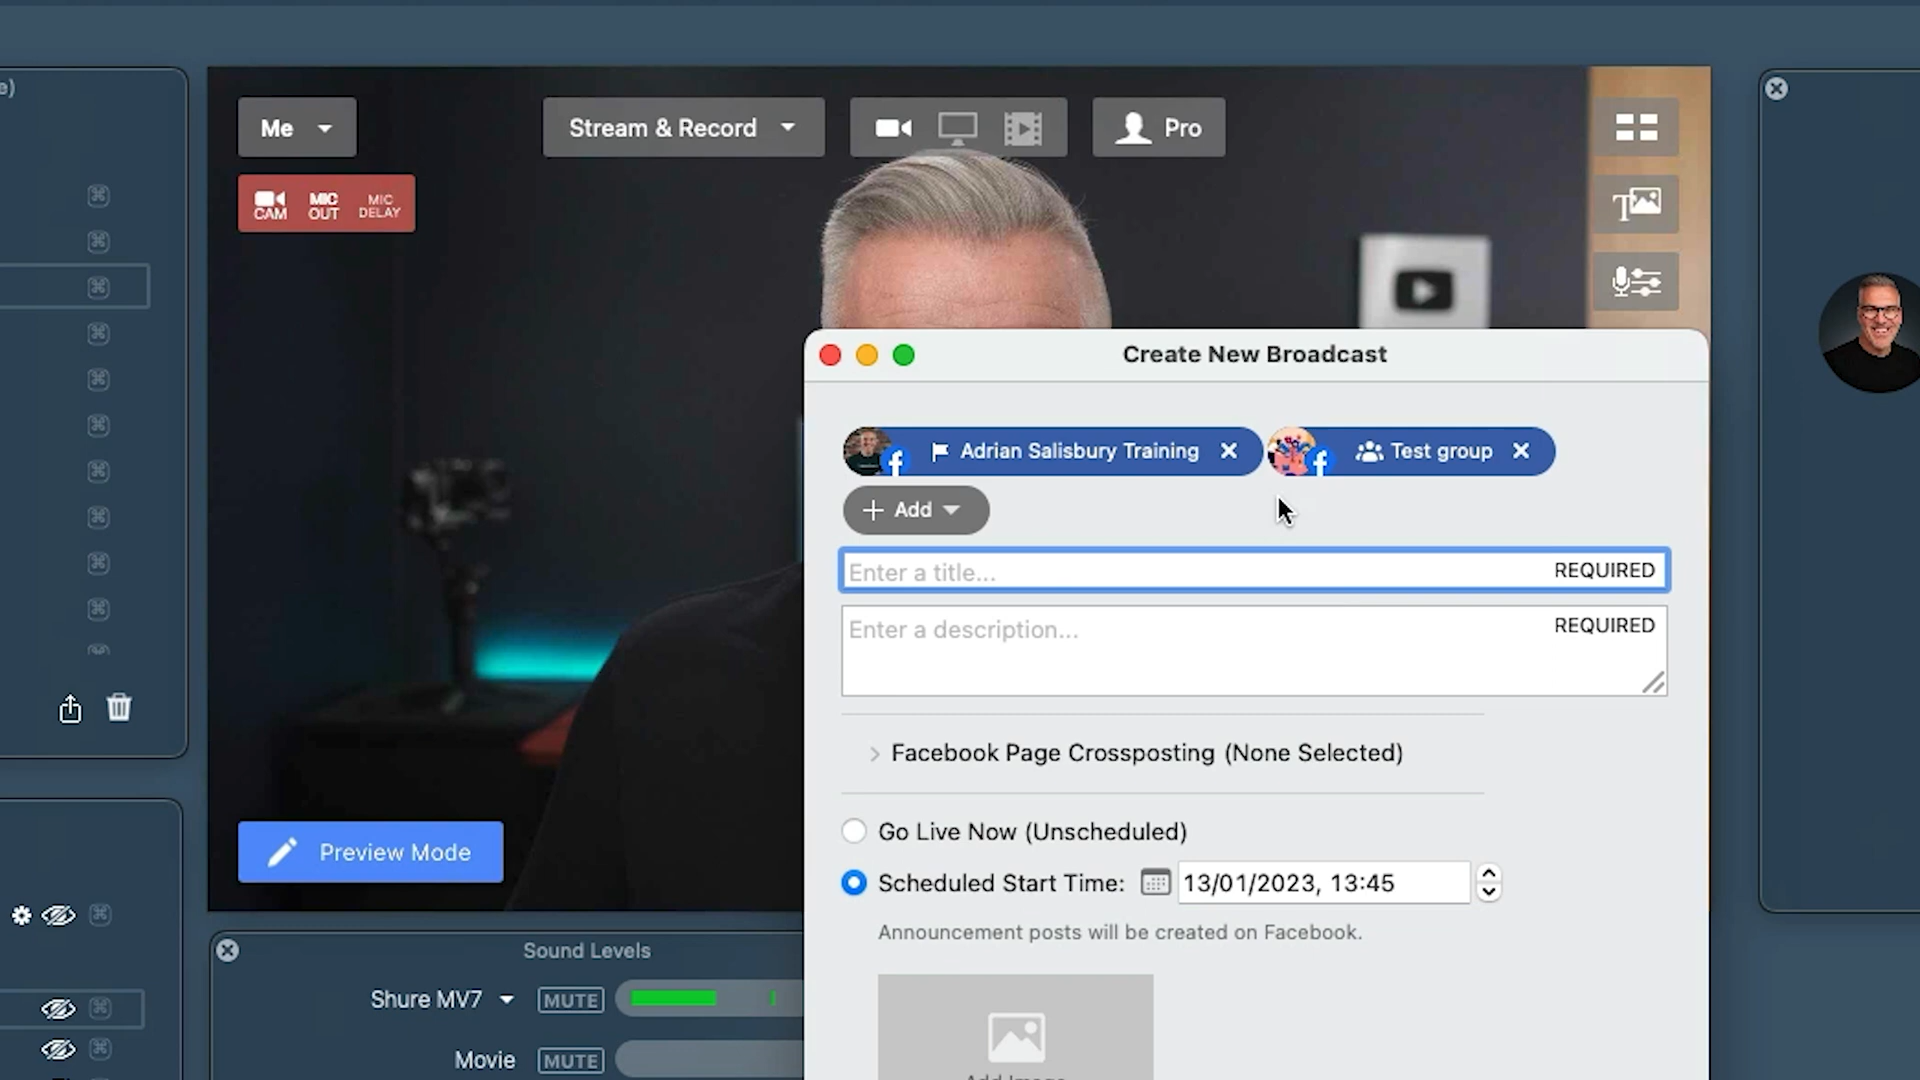 e)
Me
Stream & Record
Pro
CAM
MIC OUT
MIC DELAY
T
Create New Broadcast
Adrian Salisbury Training
Test group
+ Add
Enter a title...
REQUIRED
Enter a description...
REQUIRED
Facebook Page Crossposting (None Selected)
Go Live Now (Unscheduled)
Preview Mode
Scheduled Start Time:
13/01/2023, 13:45
Announcement posts will be created on Facebook.
Sound Levels
Shure MV7
MUTE
Movie
MUTE
Add Image